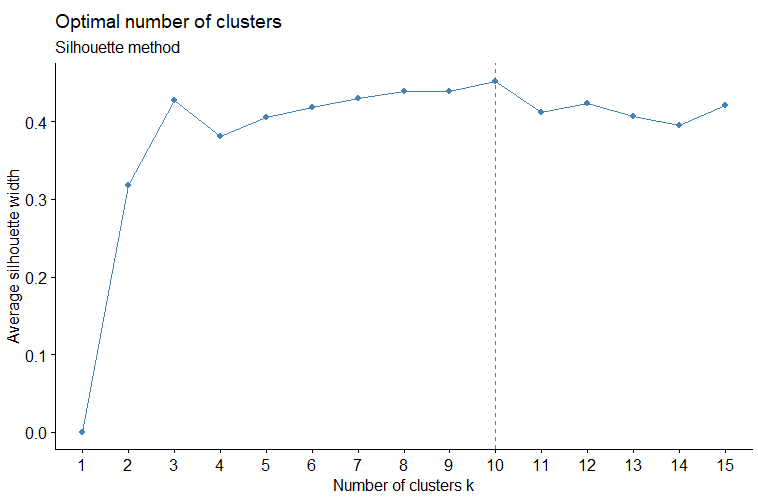 Optimal number of clusters
Silhouette method
Average silhouette width
0.4
0.3
0.2
0.1
0.0
1 2 3 4 5 6 7 8 9 10 11 12 13 14 15
Number of clusters k